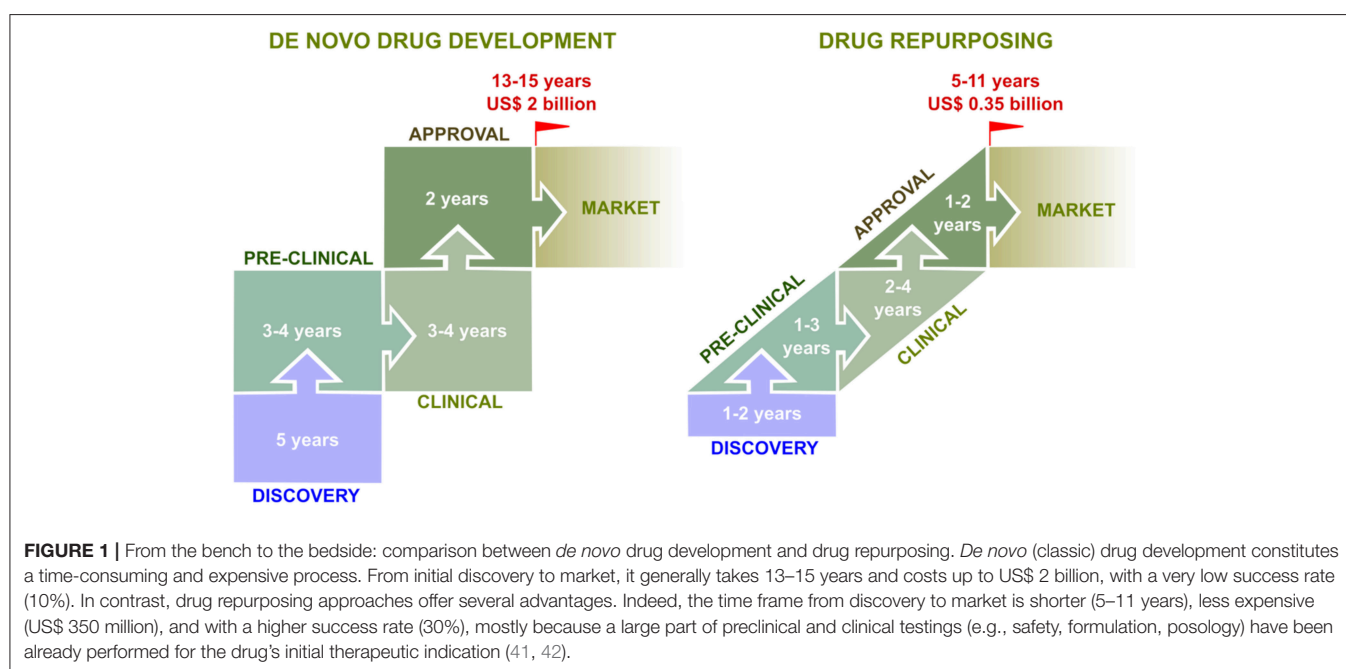 DE NOVO DRUG DEVELOPMENT
13-15 years
US$ 2 billion
APPROVAL
2 years
MARKET
PRE-CLINICAL
3-4 years
3-4 years
CLINICAL
5 years
DISCOVERY
DRUG REPURPOSING
5-11 years
US$ 0.35 billion
APPROVAL
1-2
years
MARKET
PRE-CLINICAL
1-3
years
2-4
years
CLINICAL
1-2 years
DISCOVERY
FIGURE 1 | From the bench to the bedside: comparison between de novo drug development and drug repurposing. De novo (classic) drug development constitutes
a time-consuming and expensive process. From initial discovery to market, it generally takes 13–15 years and costs up to US$ 2 billion, with a very low success rate
(10%). In contrast, drug repurposing approaches offer several advantages. Indeed, the time frame from discovery to market is shorter (5–11 years), less expensive
(US$ 350 million), and with a higher success rate (30%), mostly because a large part of preclinical and clinical testings (e.g., safety, formulation, posology) have been
already performed for the drug's initial therapeutic indication (41, 42).